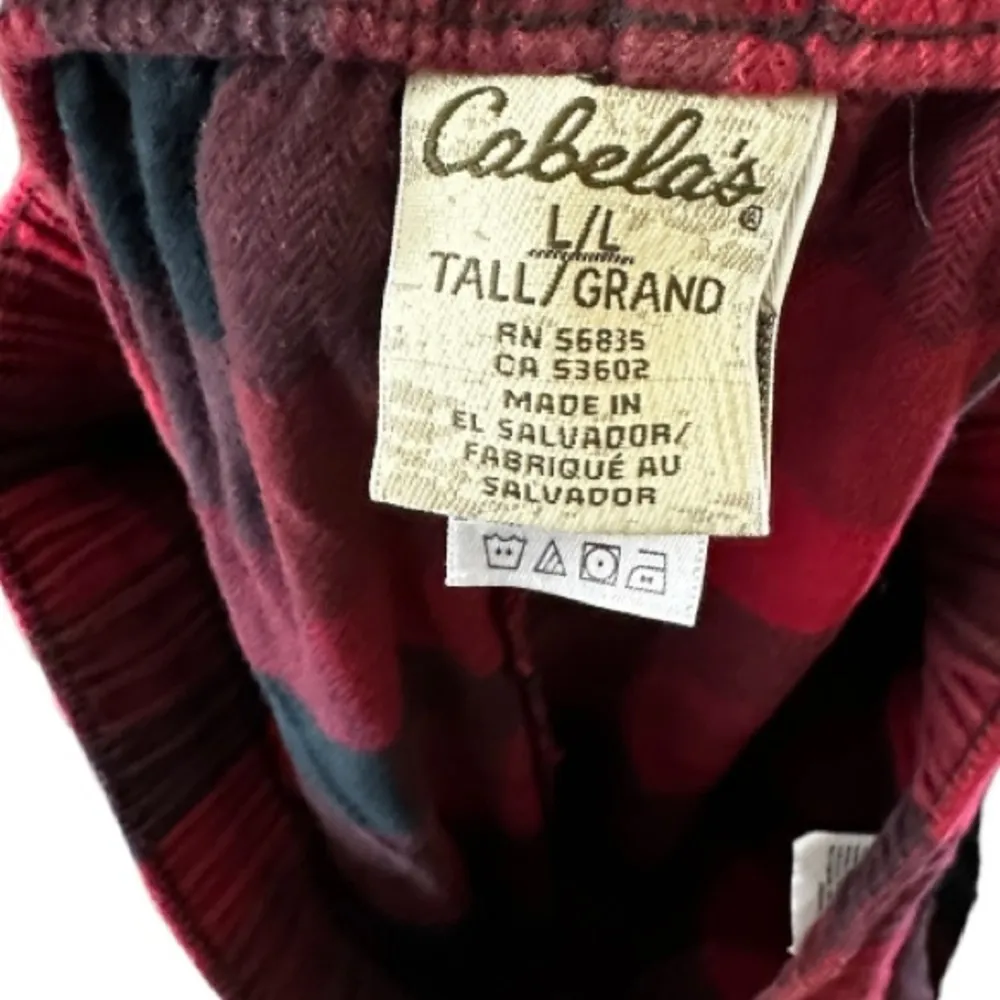 Cabela's®
L/L
TALL/GRAND
RN 56835
CA 53602
MADE IN
EL SALVADOR/
FABRIQUÉ AU
SALVADOR